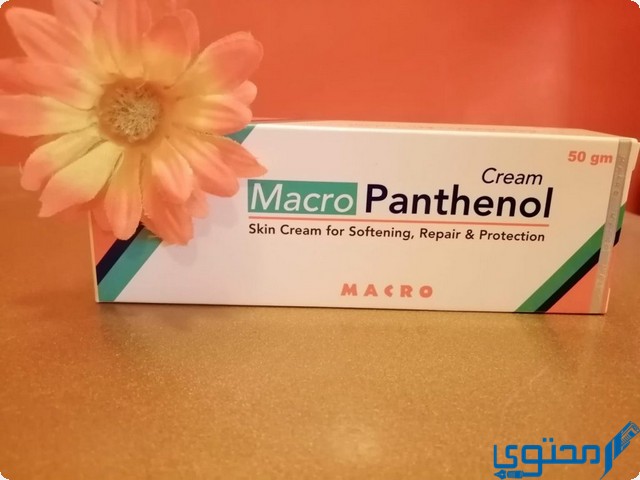 50 gm
Cream
Macro Panthenol
Skin Cream for Softening, Repair & Protection
MACRO
محتوى